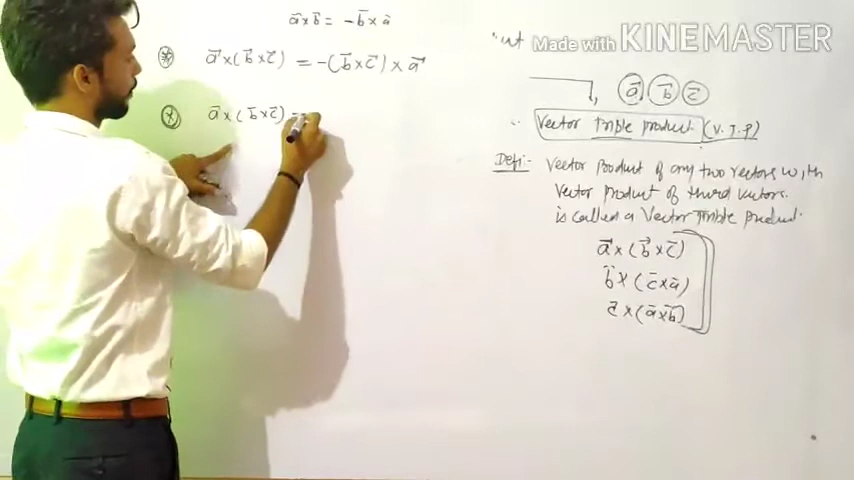 a⃗ × b⃗ = - b⃗ × a⃗
a⃗ × (b⃗ × c⃗) = - (b⃗ × c⃗) × a⃗
a⃗ × (b⃗ × c⃗) =
Made with KINEMASTER
a⃗ b⃗ c⃗
Vector Triple product (V.T.P)
Defi:- Vector product of any two vectors with
vector product of third vectors.
is called a Vector Triple product.
a⃗ × (b⃗ × c⃗)
b⃗ × (c⃗ × a⃗)
c⃗ × (a⃗ × b⃗)